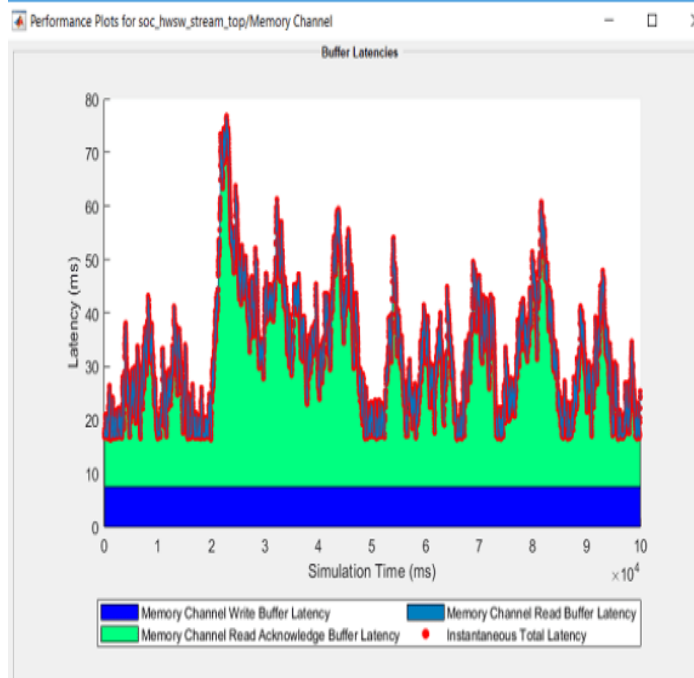 Performance Plots for soc_hwsw_stream_top/Memory Channel
Buffer Latencies
80
70
60
50
40
30
20
10
0
Latency (ms)
0 1 2 3 4 5 6 7 8 9 10
Simulation Time (ms)
×10⁴
Memory Channel Write Buffer Latency
Memory Channel Read Buffer Latency
Memory Channel Read Acknowledge Buffer Latency
Instantaneous Total Latency